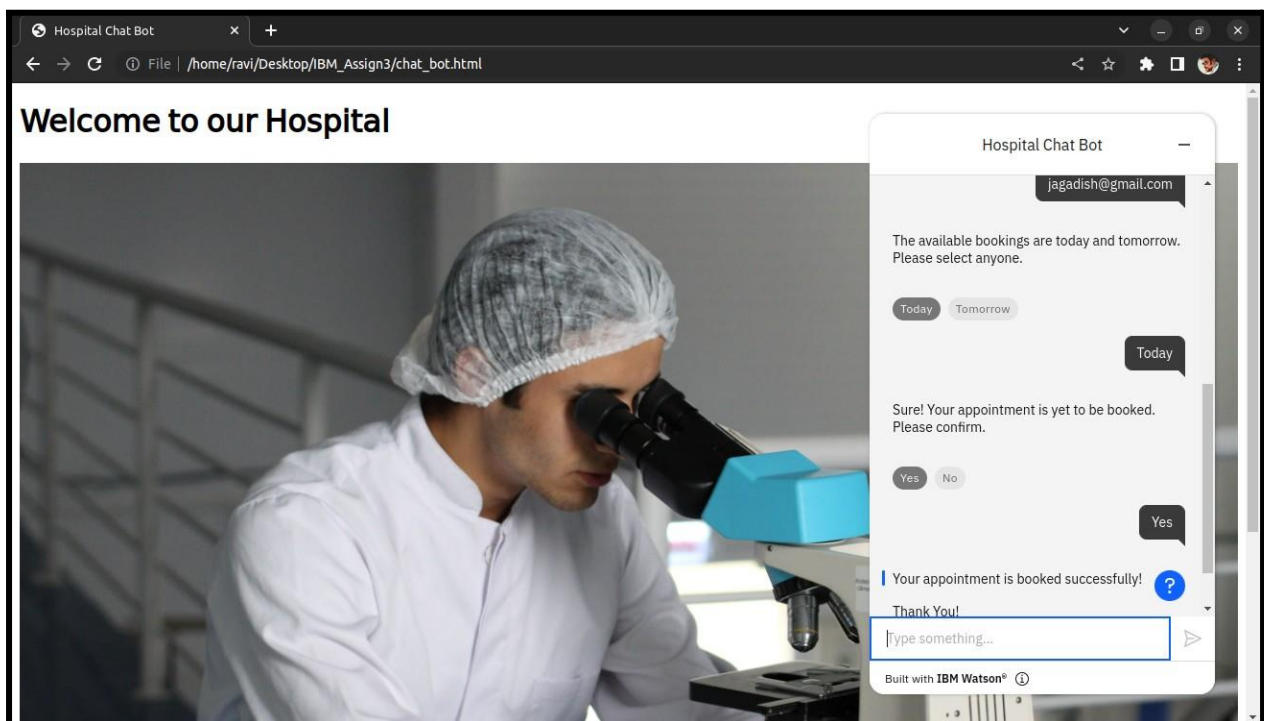 Hospital Chat Bot
File | /home/ravi/Desktop/IBM_Assign3/chat_bot.html
Welcome to our Hospital
Hospital Chat Bot
jagadish@gmail.com
The available bookings are today and tomorrow.
Please select anyone.
Today Tomorrow
Today
Sure! Your appointment is yet to be booked.
Please confirm.
Yes No
Yes
Your appointment is booked successfully!
?
Thank You!
Type something...
Built with IBM Watson®